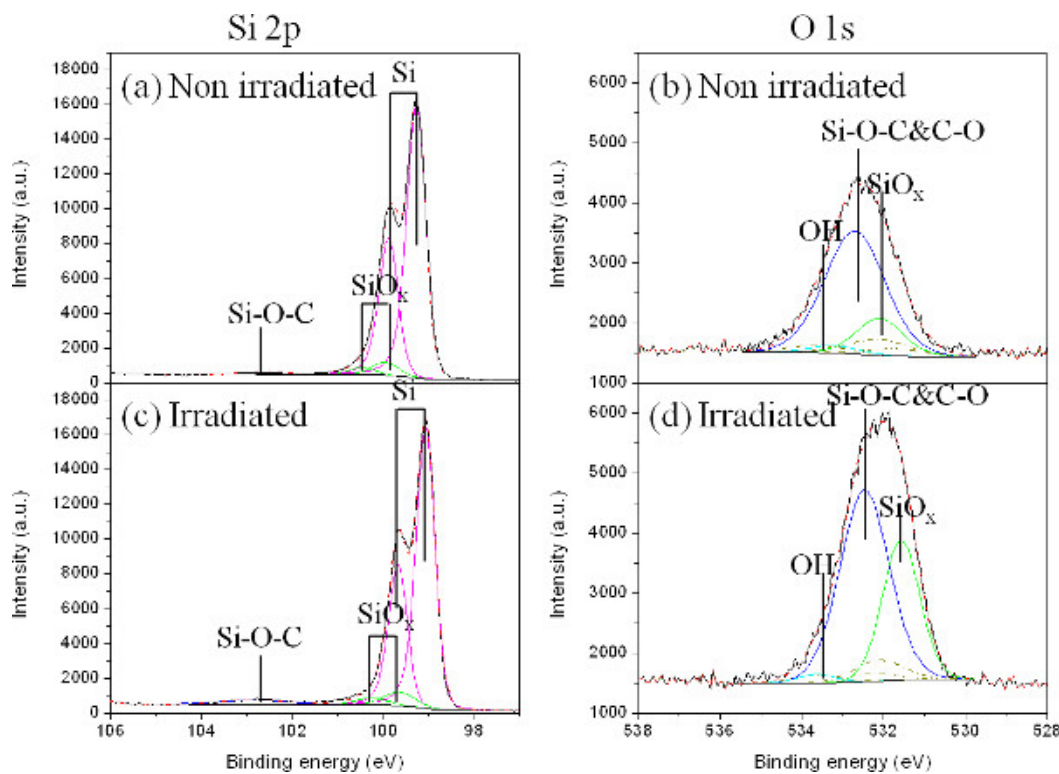 Si 2p
O 1s
(a) Non irradiated
Si
SiOx
Si-O-C
Intensity (a.u.)
18000
16000
14000
12000
10000
8000
6000
4000
2000
0
(b) Non irradiated
Si-O-C&C-O
SiOx
OH
Intensity (a.u.)
6000
5000
4000
3000
2000
1000
(c) Irradiated
Si
SiOx
Si-O-C
Intensity (a.u.)
18000
16000
14000
12000
10000
8000
6000
4000
2000
0
106 104 102 100 98
Binding energy (eV)
(d) Irradiated
Si-O-C&C-O
SiOx
OH
Intensity (a.u.)
6000
5000
4000
3000
2000
1000
538 536 534 532 530 528
Binding energy (eV)